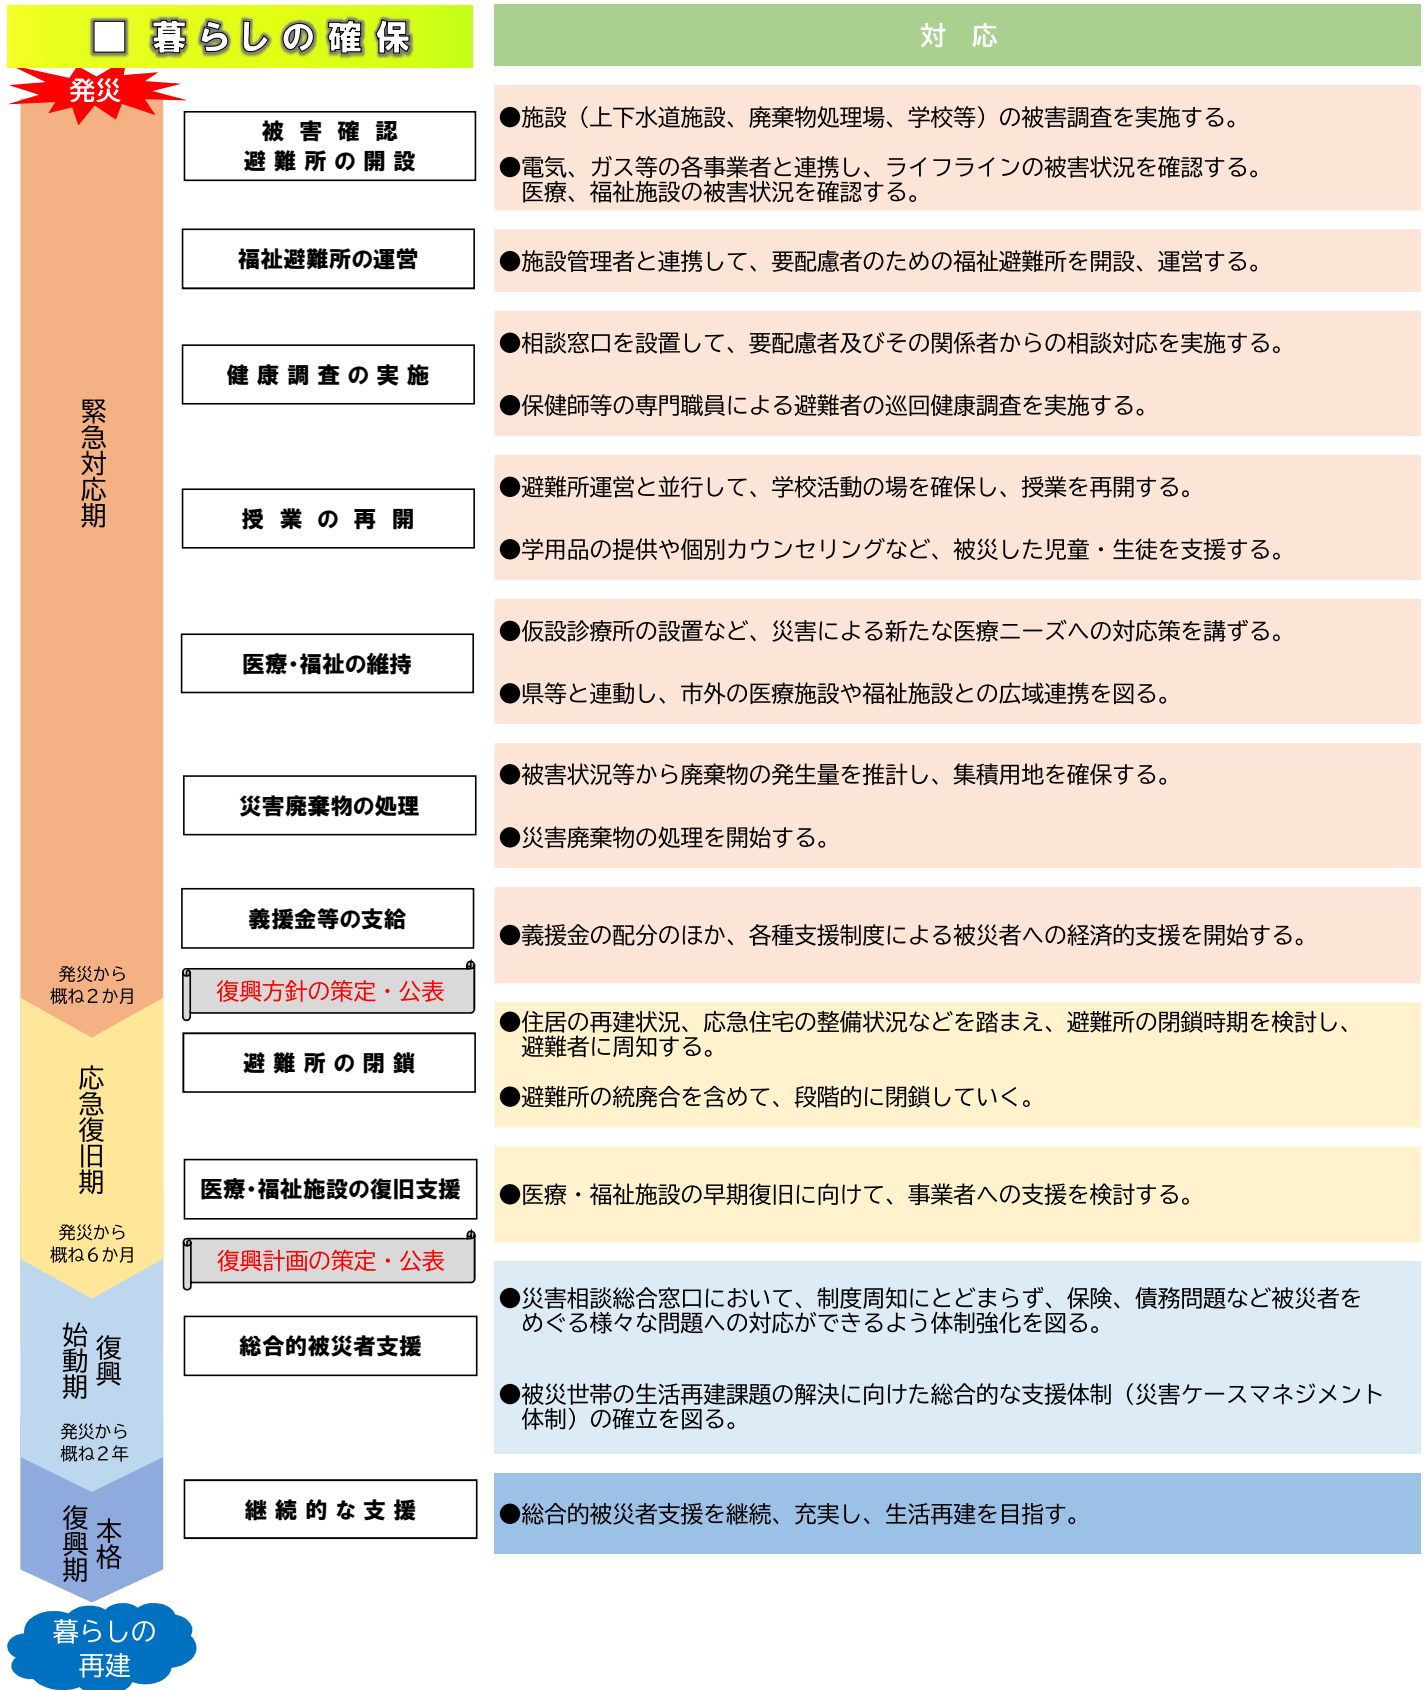 ■ 暮らしの確保
対 応
発災
被害確認
避難所の開設
●施設（上下水道施設、廃棄物処理場、学校等）の被害調査を実施する。
●電気、ガス等の各事業者と連携し、ライフラインの被害状況を確認する。
医療、福祉施設の被害状況を確認する。
福祉避難所の運営
●施設管理者と連携して、要配慮者のための福祉避難所を開設、運営する。
健康調査の実施
●相談窓口を設置して、要配慮者及びその関係者からの相談対応を実施する。
●保健師等の専門職員による避難者の巡回健康調査を実施する。
緊急対応期
授業の再開
●避難所運営と並行して、学校活動の場を確保し、授業を再開する。
●学用品の提供や個別カウンセリングなど、被災した児童・生徒を支援する。
医療・福祉の維持
●仮設診療所の設置など、災害による新たな医療ニーズへの対応策を講ずる。
●県等と連動し、市外の医療施設や福祉施設との広域連携を図る。
災害廃棄物の処理
●被害状況等から廃棄物の発生量を推計し、集積用地を確保する。
●災害廃棄物の処理を開始する。
義援金等の支給
●義援金の配分のほか、各種支援制度による被災者への経済的支援を開始する。
発災から
概ね２か月
復興方針の策定・公表
避難所の閉鎖
●住居の再建状況、応急住宅の整備状況などを踏まえ、避難所の閉鎖時期を検討し、
避難者に周知する。
●避難所の統廃合を含めて、段階的に閉鎖していく。
応急復旧期
医療・福祉施設の復旧支援
●医療・福祉施設の早期復旧に向けて、事業者への支援を検討する。
発災から
概ね６か月
復興計画の策定・公表
総合的被災者支援
●災害相談総合窓口において、制度周知にとどまらず、保険、債務問題など被災者を
めぐる様々な問題への対応ができるよう体制強化を図る。
●被災世帯の生活再建課題の解決に向けた総合的な支援体制（災害ケースマネジメント
体制）の確立を図る。
復興
始動期
発災から
概ね２年
継続的な支援
●総合的被災者支援を継続、充実し、生活再建を目指す。
本格
復興期
暮らしの
再建